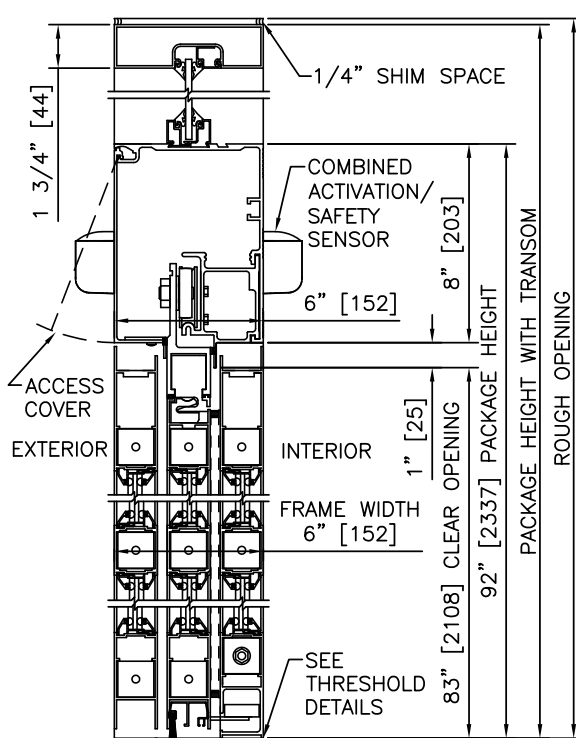 1/4” SHIM SPACE
1 3/4” [44]
COMBINED
ACTIVATION/
SAFETY
SENSOR
8” [203]
6” [152]
ACCESS
COVER
EXTERIOR
INTERIOR
1” [25]
FRAME WIDTH
6” [152]
83” [2108] CLEAR OPENING
92” [2337] PACKAGE HEIGHT
PACKAGE HEIGHT WITH TRANSOM
ROUGH OPENING
SEE
THRESHOLD
DETAILS